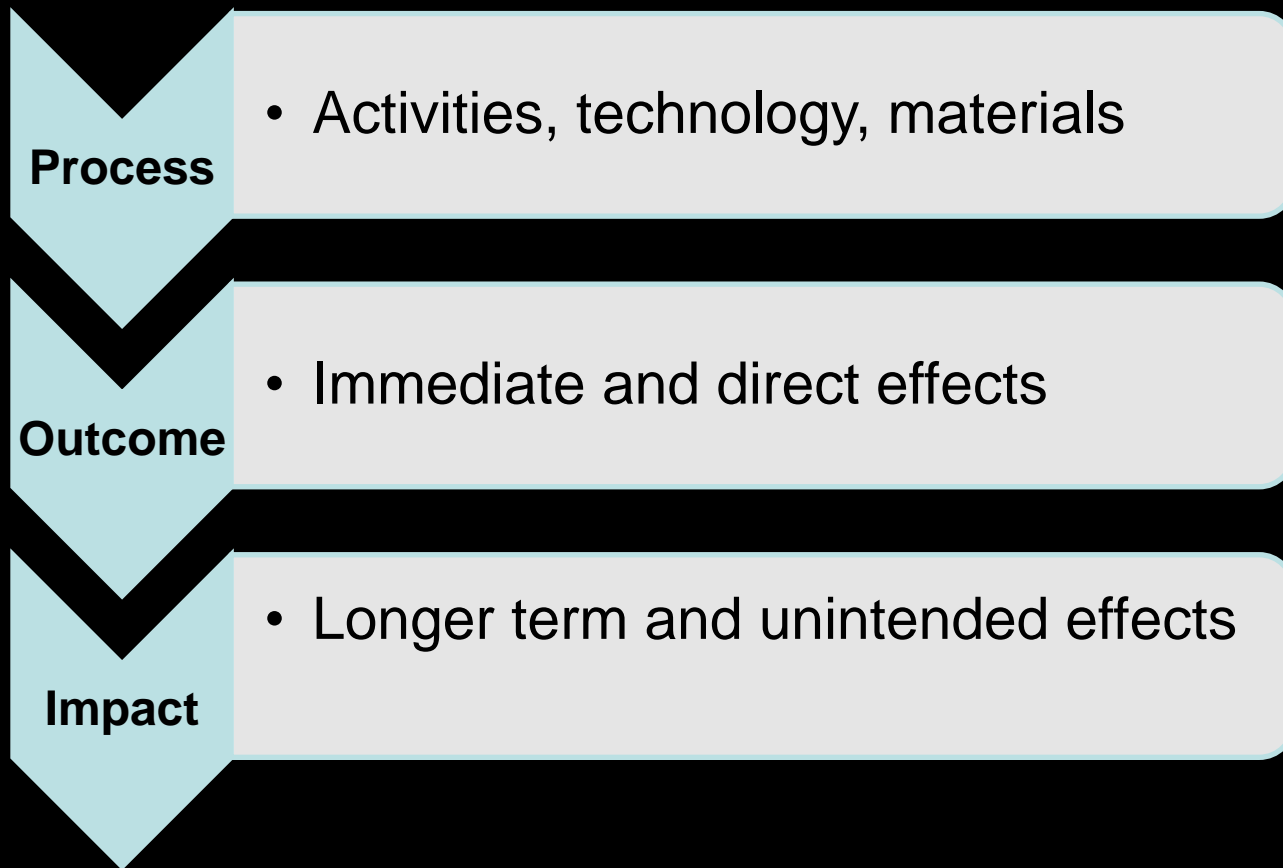 Process
• Activities, technology, materials
Outcome
• Immediate and direct effects
Impact
• Longer term and unintended effects